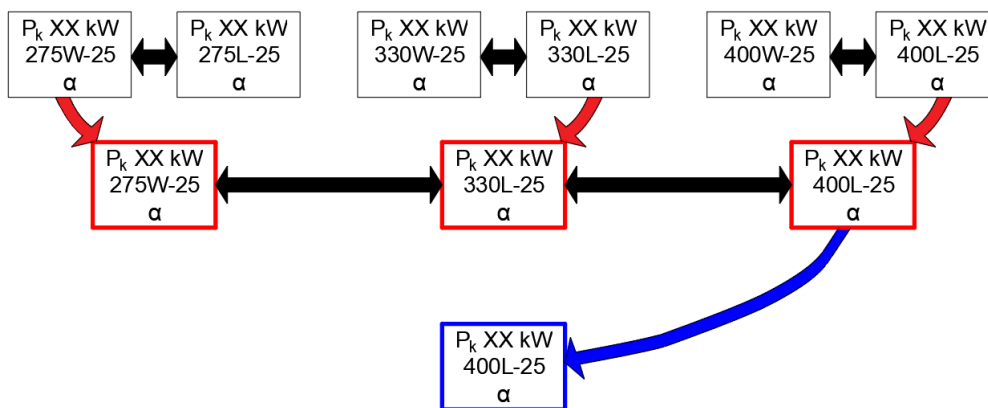 Pₖ XX kW
275W-25
α
Pₖ XX kW
275L-25
α
Pₖ XX kW
330W-25
α
Pₖ XX kW
330L-25
α
Pₖ XX kW
400W-25
α
Pₖ XX kW
400L-25
α
Pₖ XX kW
275W-25
α
Pₖ XX kW
330L-25
α
Pₖ XX kW
400L-25
α
Pₖ XX kW
400L-25
α